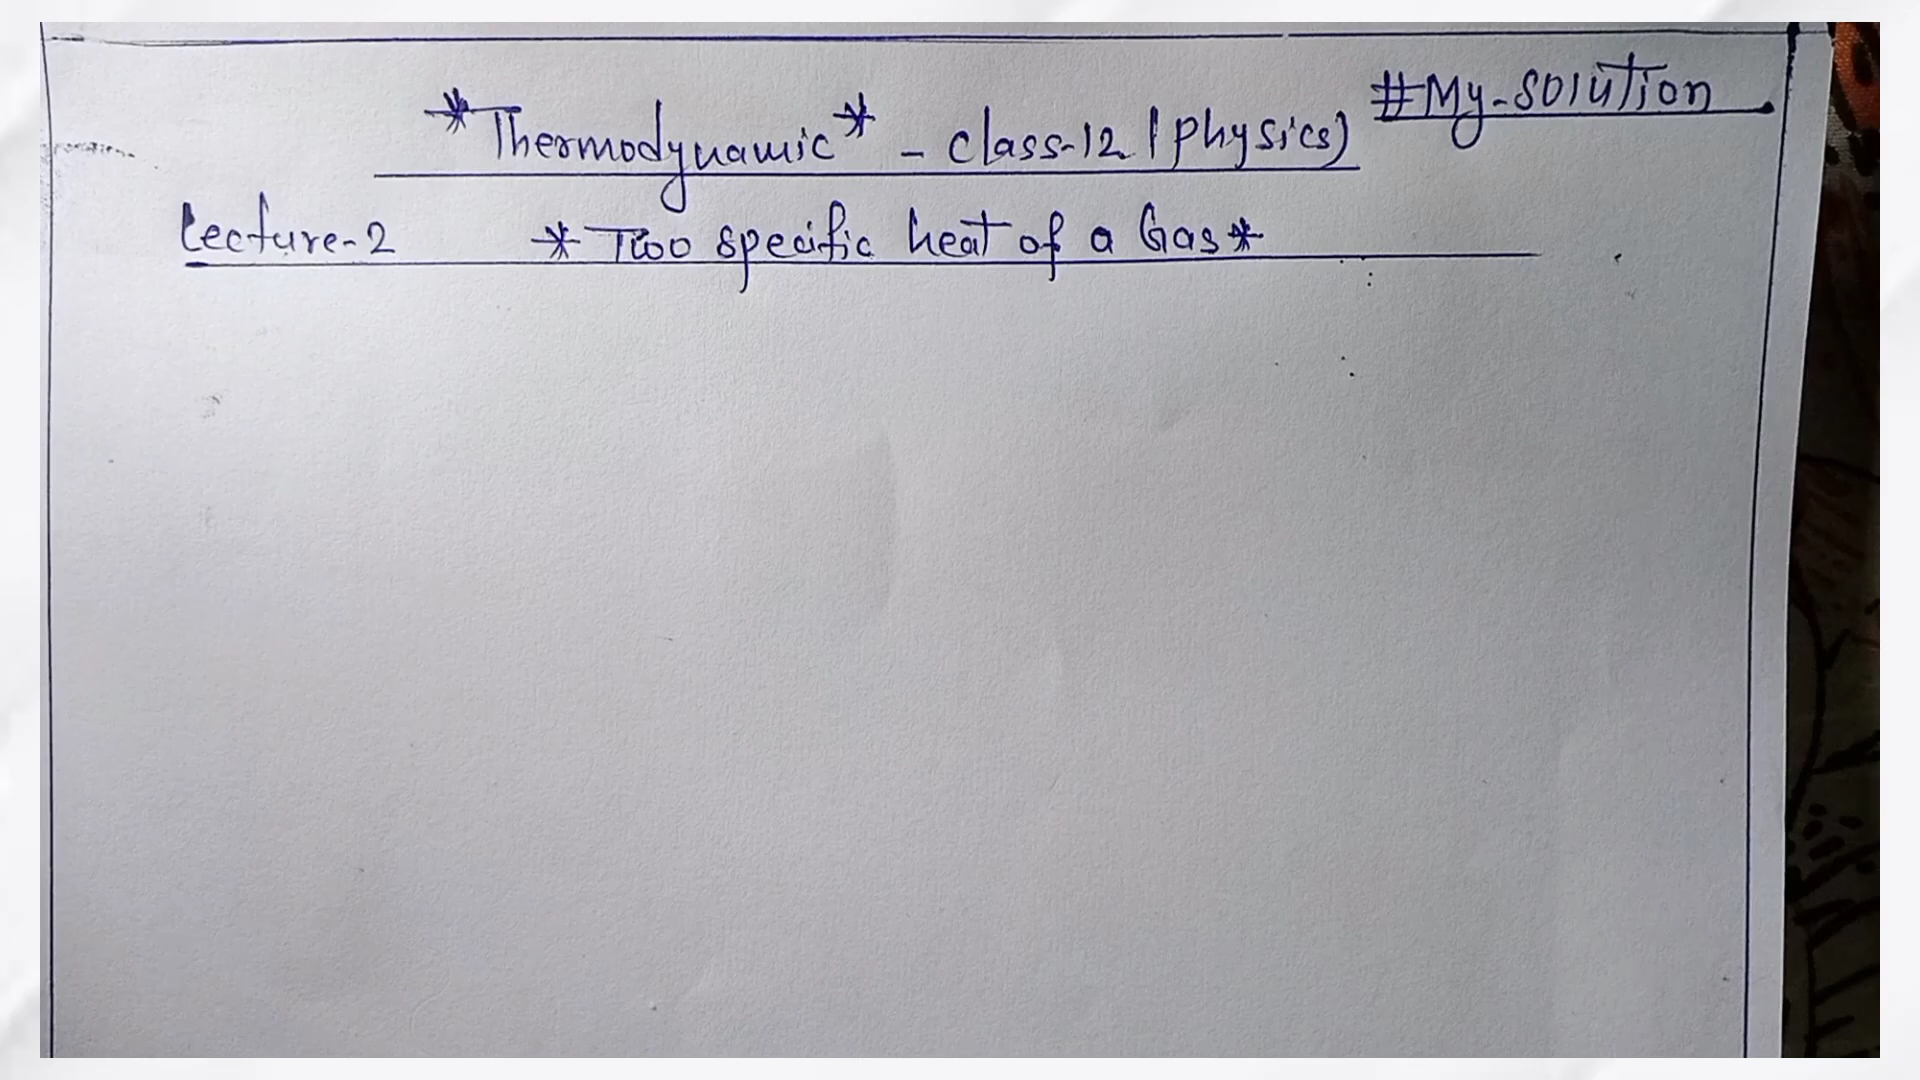 #My-Solution
*Thermodynamic* - Class-12 (Physics)
Lecture-2 *Two specific heat of a Gas*